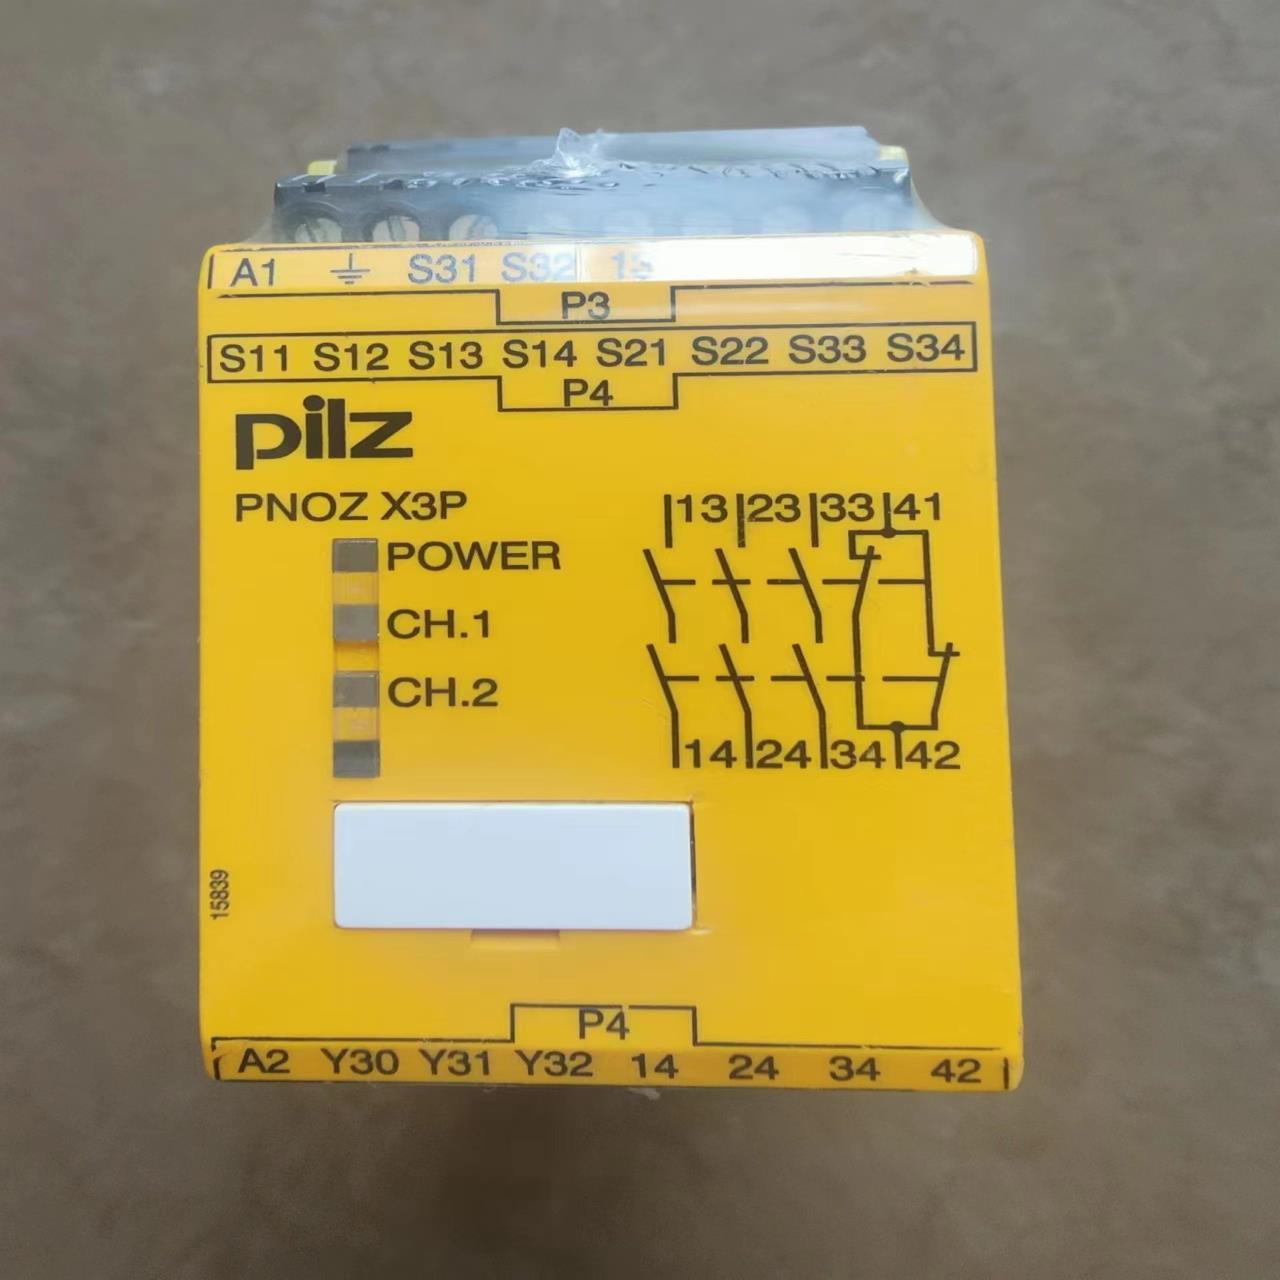 A1 S31 S32 13
P3
S11 S12 S13 S14 S21 S22 S33 S34
P4
pilz
PNOZ X3P
POWER
CH.1
CH.2
13 23 33 41
14 24 34 42
15839
P4
A2 Y30 Y31 Y32 14 24 34 42